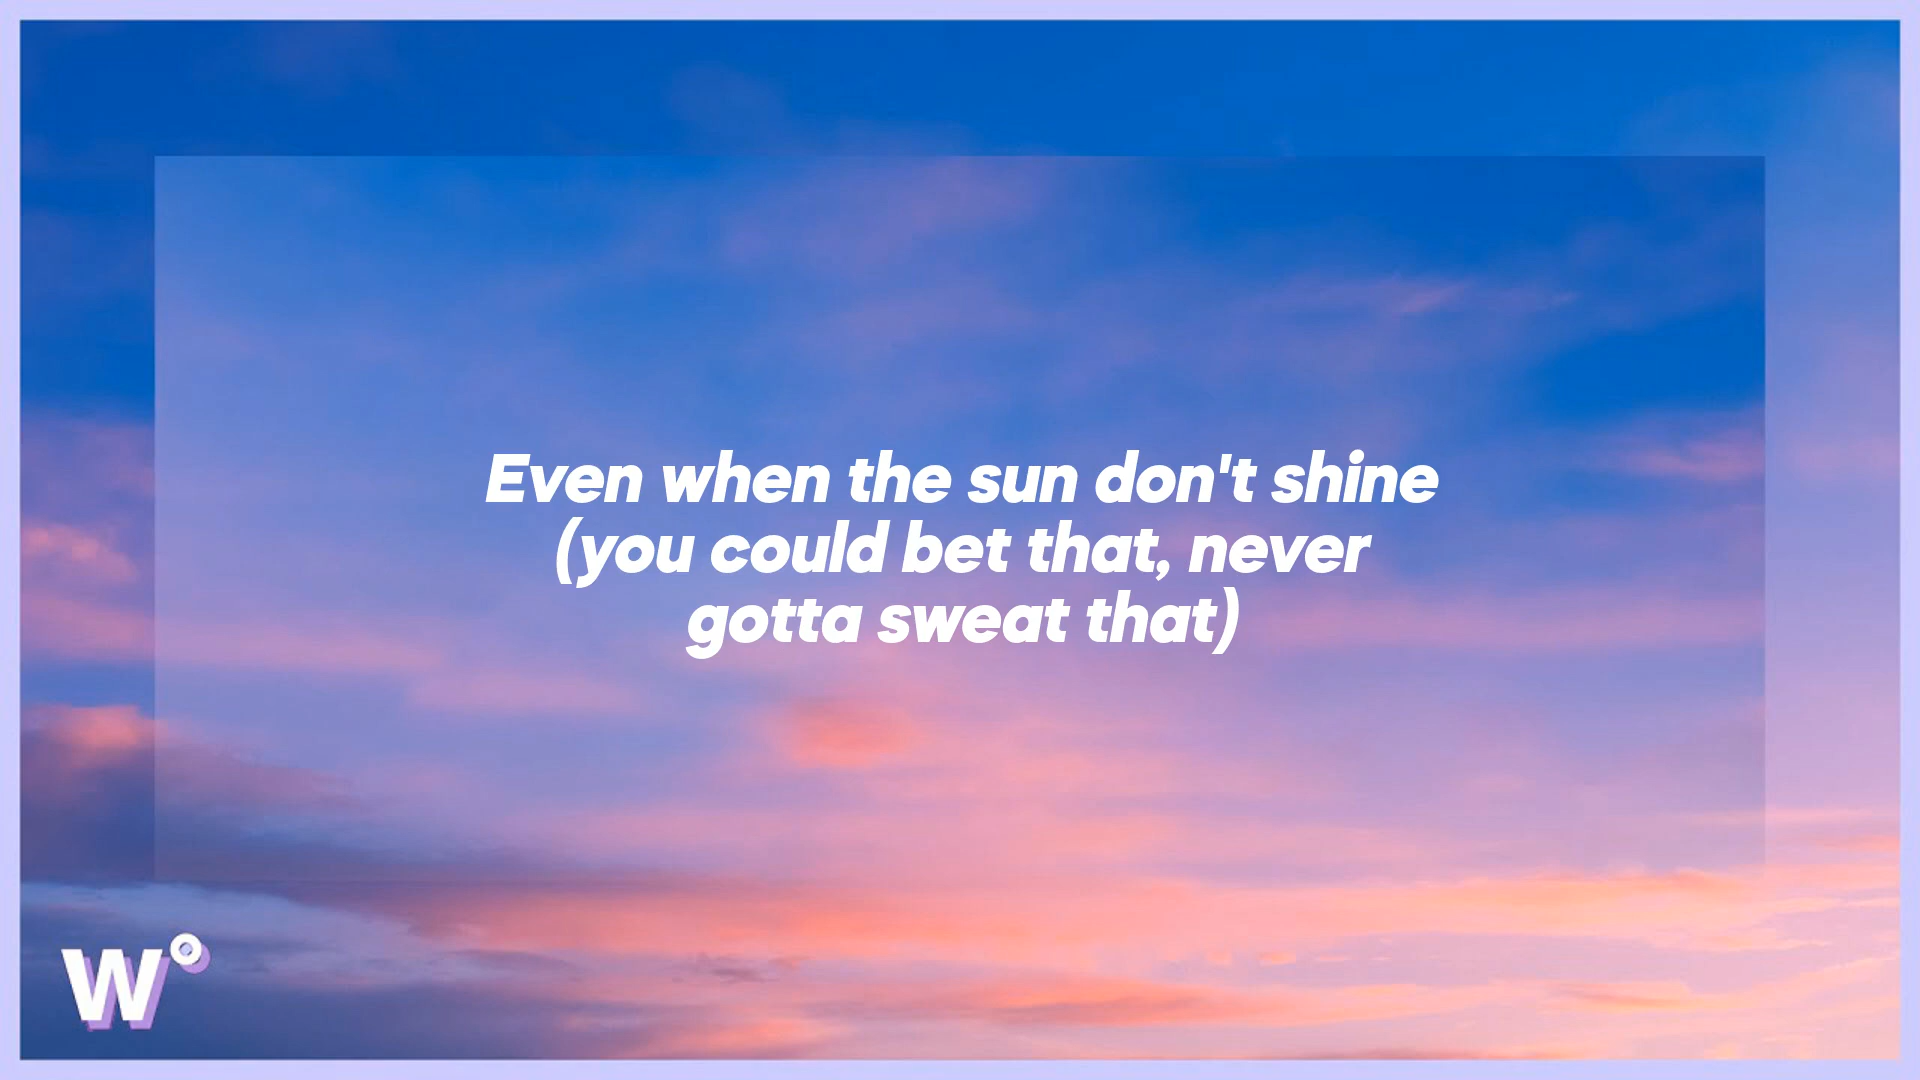 Even when the sun don't shine
(you could bet that, never
gotta sweat that)
W°